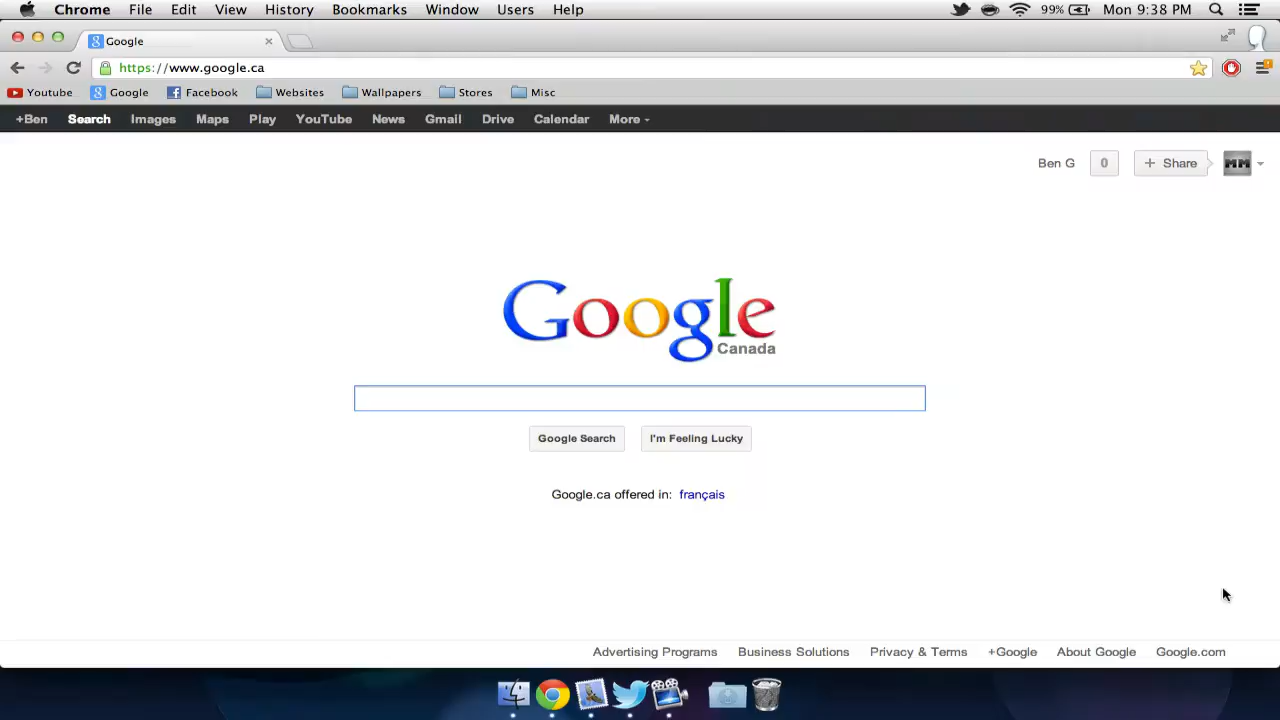 Chrome File Edit View History Bookmarks Window Users Help 99% Mon 9:38 PM
Google
https://www.google.ca
Youtube Google Facebook Websites Wallpapers Stores Misc
+Ben Search Images Maps Play YouTube News Gmail Drive Calendar More
Ben G 0 + Share MM
Google
Canada
Google Search I'm Feeling Lucky
Google.ca offered in: français
Advertising Programs Business Solutions Privacy & Terms +Google About Google Google.com